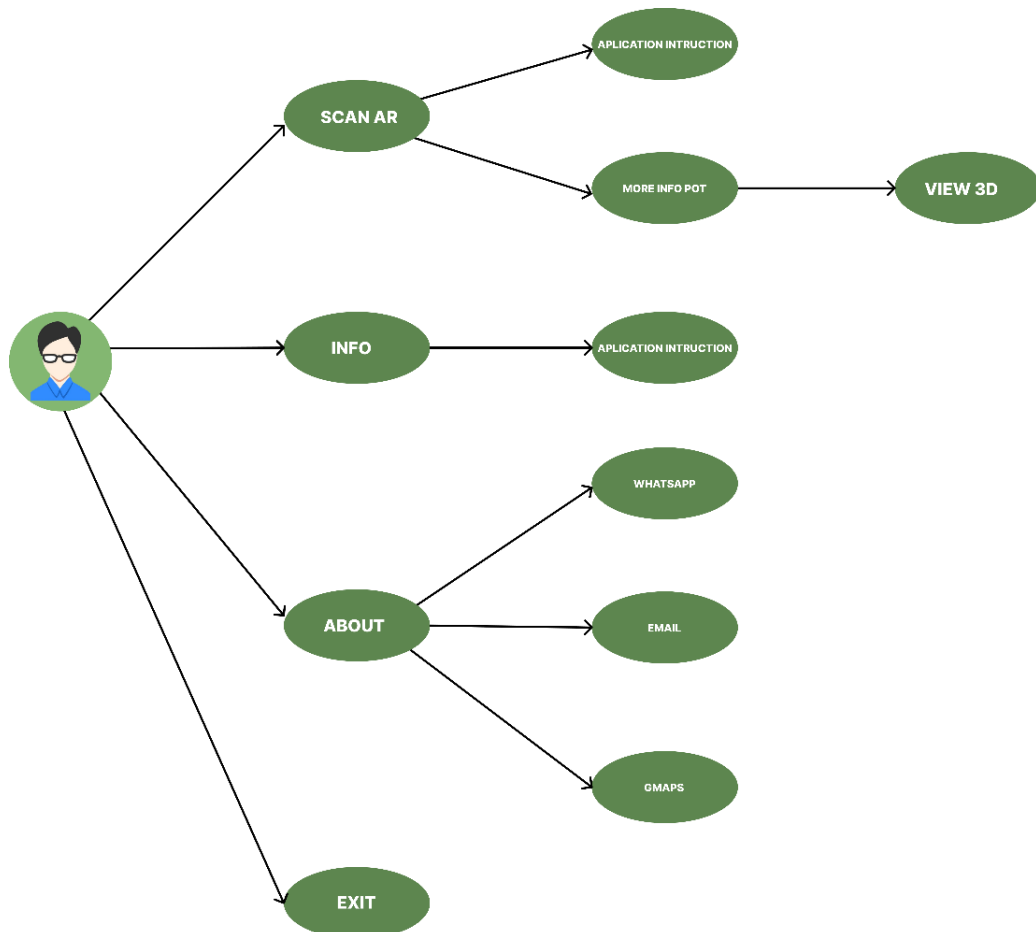 APLICATION INTRUCTION
SCAN AR
MORE INFO POT
VIEW 3D
INFO
APLICATION INTRUCTION
WHATSAPP
ABOUT
EMAIL
GMAPS
EXIT